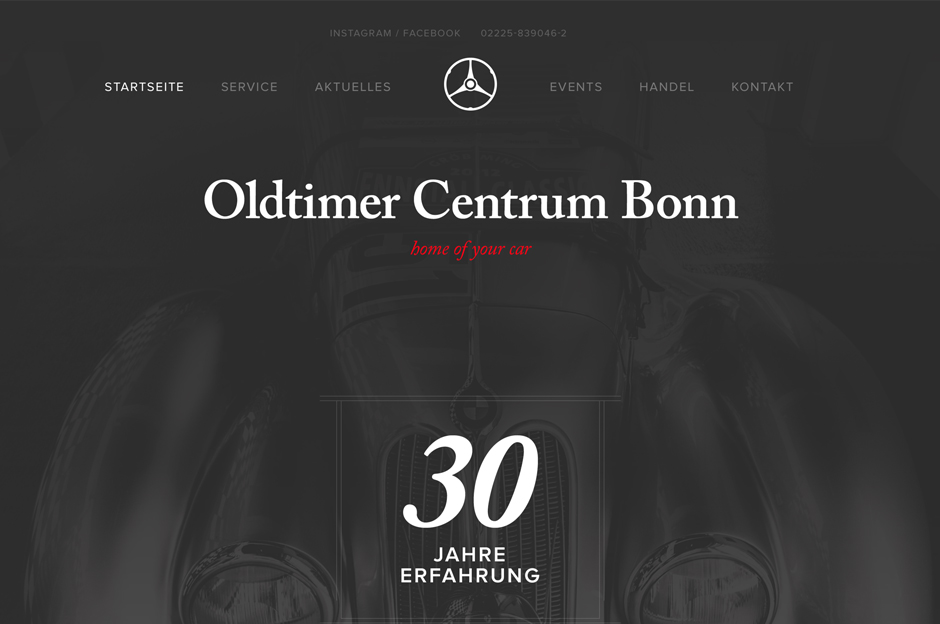 INSTAGRAM / FACEBOOK 02225-839046-2
STARTSEITE SERVICE AKTUELLES EVENTS HANDEL KONTAKT
Oldtimer Centrum Bonn
home of your car
30
JAHRE
ERFAHRUNG